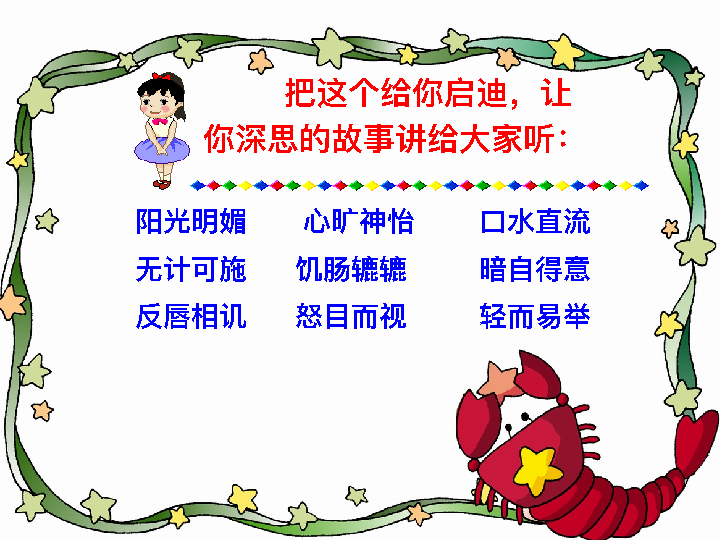 把这个给你启迪，让
你深思的故事讲给大家听：
阳光明媚 心旷神怡 口水直流
无计可施 饥肠辘辘 暗自得意
反唇相讥 怒目而视 轻而易举